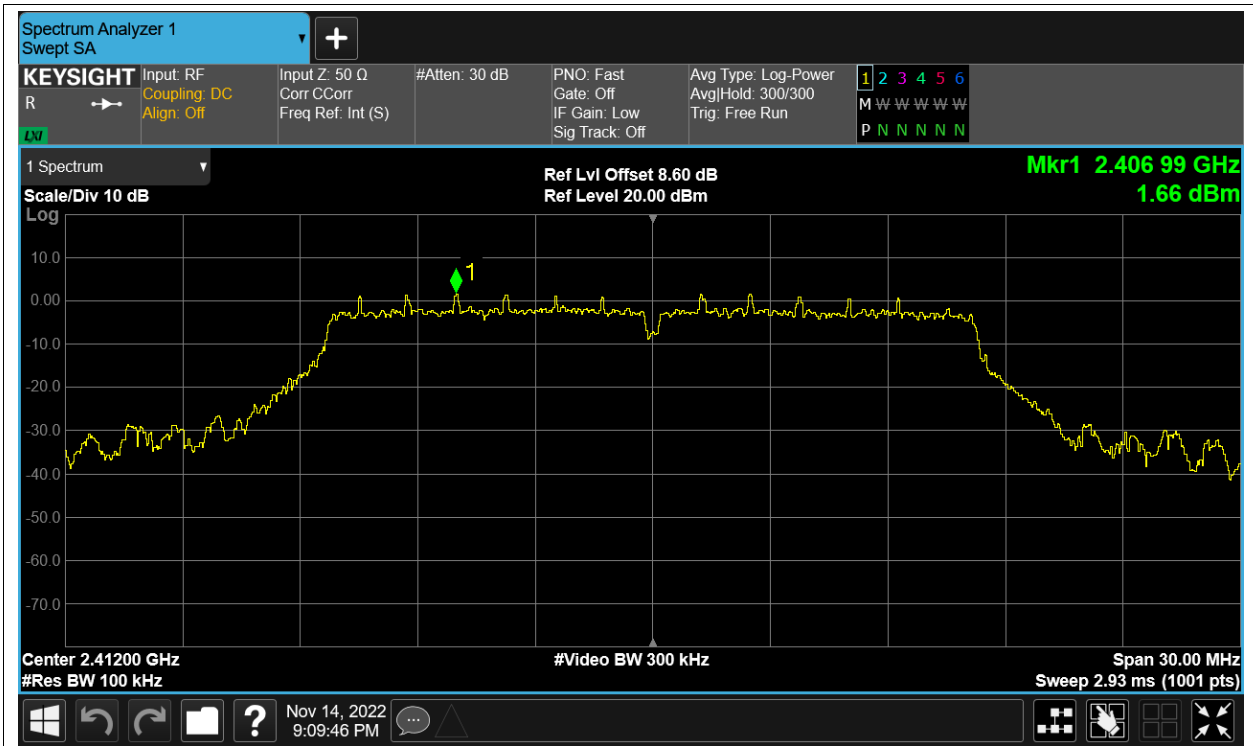 Spectrum Analyzer 1
Swept SA
KEYSIGHT
R
LXI
Input: RF
Coupling: DC
Align: Off
Input Z: 50 Ω
Corr CCorr
Freq Ref: Int (S)
#Atten: 30 dB
PNO: Fast
Gate: Off
IF Gain: Low
Sig Track: Off
Avg Type: Log-Power
Avg|Hold: 300/300
Trig: Free Run
1 2 3 4 5 6
M W W W W W
P N N N N N
1 Spectrum
Scale/Div 10 dB
Log
Ref Lvl Offset 8.60 dB
Ref Level 20.00 dBm
Mkr1 2.406 99 GHz
1.66 dBm
1
10.0
0.00
-10.0
-20.0
-30.0
-40.0
-50.0
-60.0
-70.0
Center 2.41200 GHz
#Res BW 100 kHz
#Video BW 300 kHz
Span 30.00 MHz
Sweep 2.93 ms (1001 pts)
?
Nov 14, 2022
9:09:46 PM